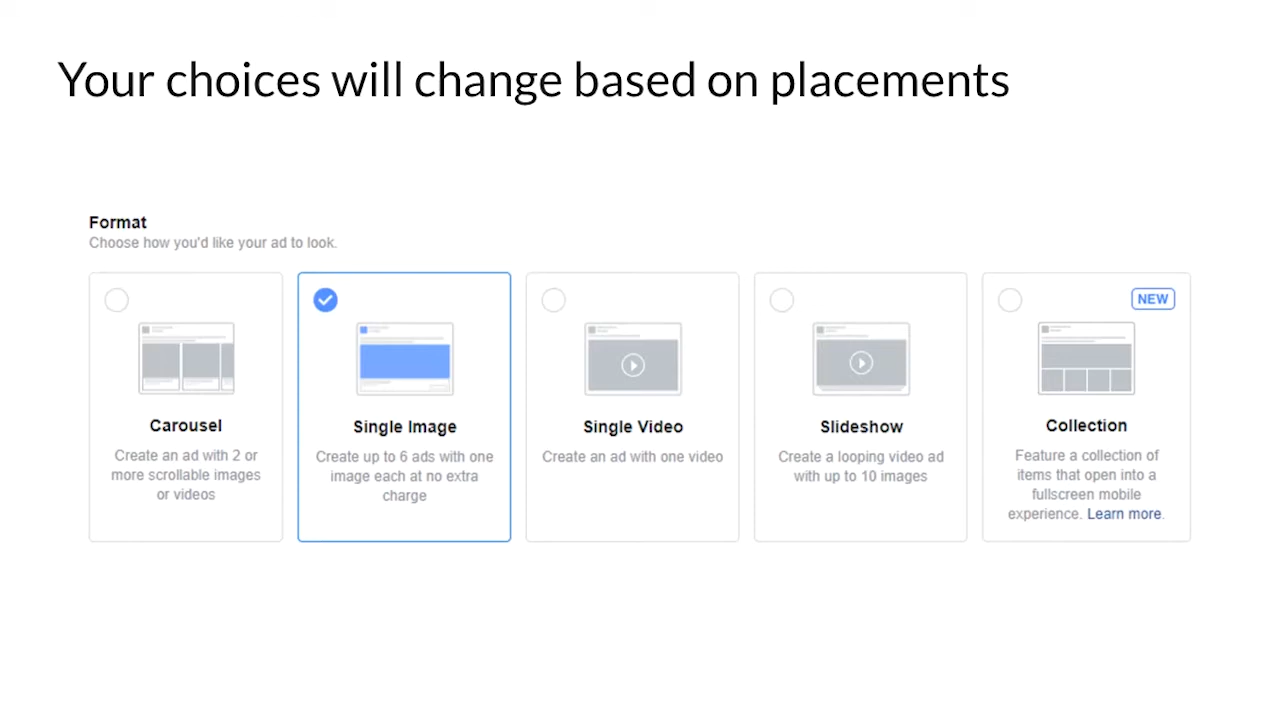 Your choices will change based on placements
Format
Choose how you'd like your ad to look.
Carousel
Create an ad with 2 or
more scrollable images
or videos
Single Image
Create up to 6 ads with one
image each at no extra
charge
Single Video
Create an ad with one video
Slideshow
Create a looping video ad
with up to 10 images
NEW
Collection
Feature a collection of
items that open into a
fullscreen mobile
experience. Learn more.